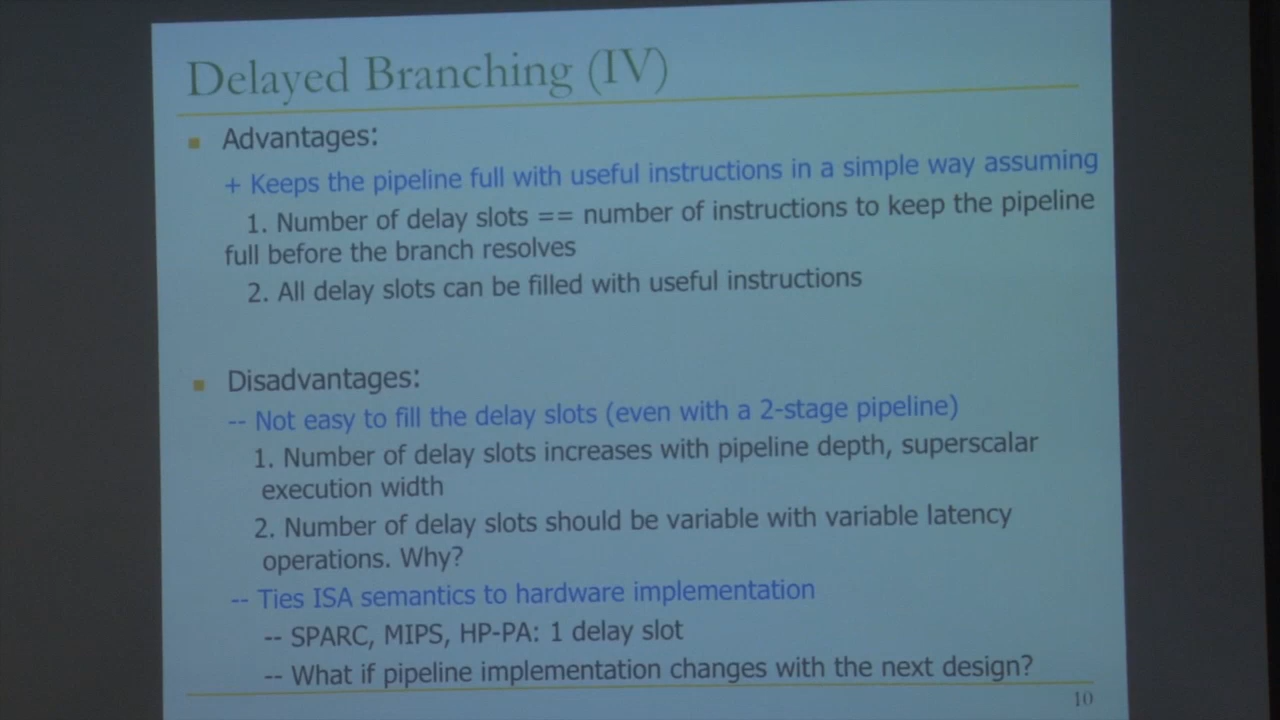 Delayed Branching (IV)
Advantages:
+ Keeps the pipeline full with useful instructions in a simple way assuming
1. Number of delay slots == number of instructions to keep the pipeline
full before the branch resolves
2. All delay slots can be filled with useful instructions
Disadvantages:
-- Not easy to fill the delay slots (even with a 2-stage pipeline)
1. Number of delay slots increases with pipeline depth, superscalar
execution width
2. Number of delay slots should be variable with variable latency
operations. Why?
-- Ties ISA semantics to hardware implementation
-- SPARC, MIPS, HP-PA: 1 delay slot
-- What if pipeline implementation changes with the next design?
10